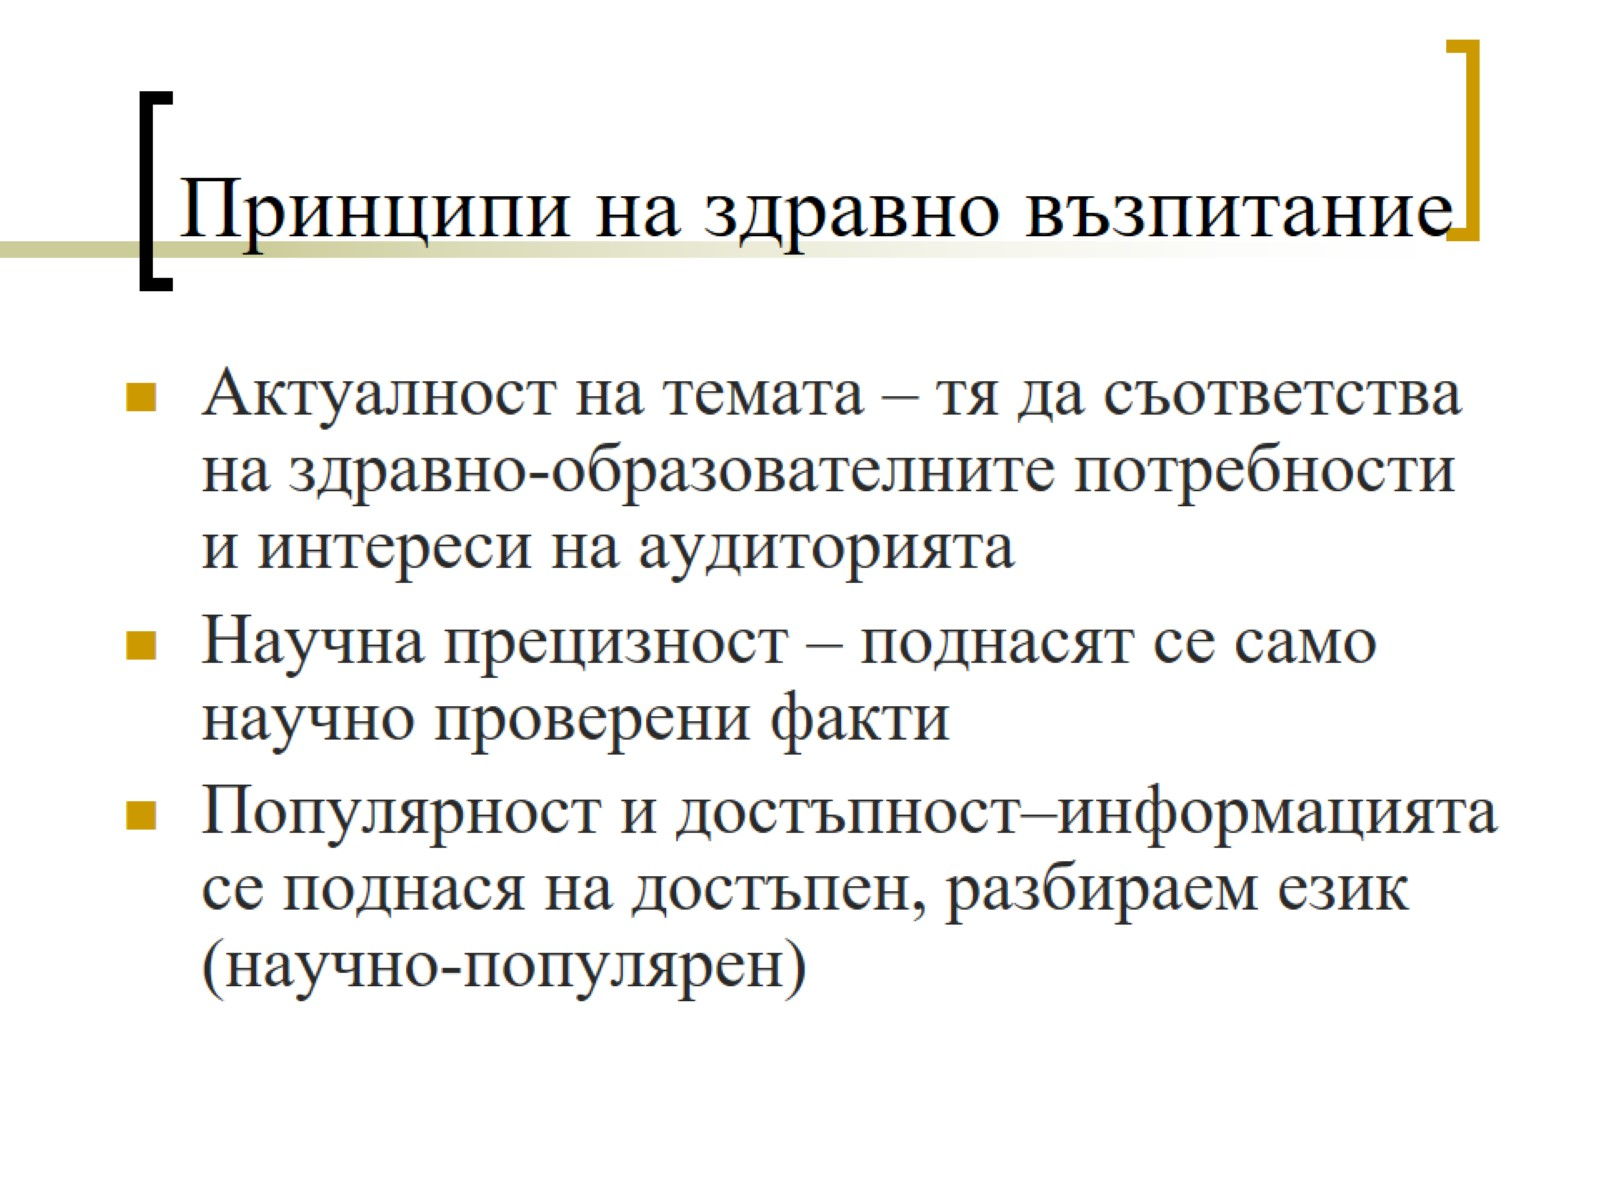 Принципи на здравно възпитание
Актуалност на темата – тя да съответства
на здравно-образователните потребности
и интереси на аудиторията
Научна прецизност – поднасят се само
научно проверени факти
Популярност и достъпност–информацията
се поднася на достъпен, разбираем език
(научно-популярен)